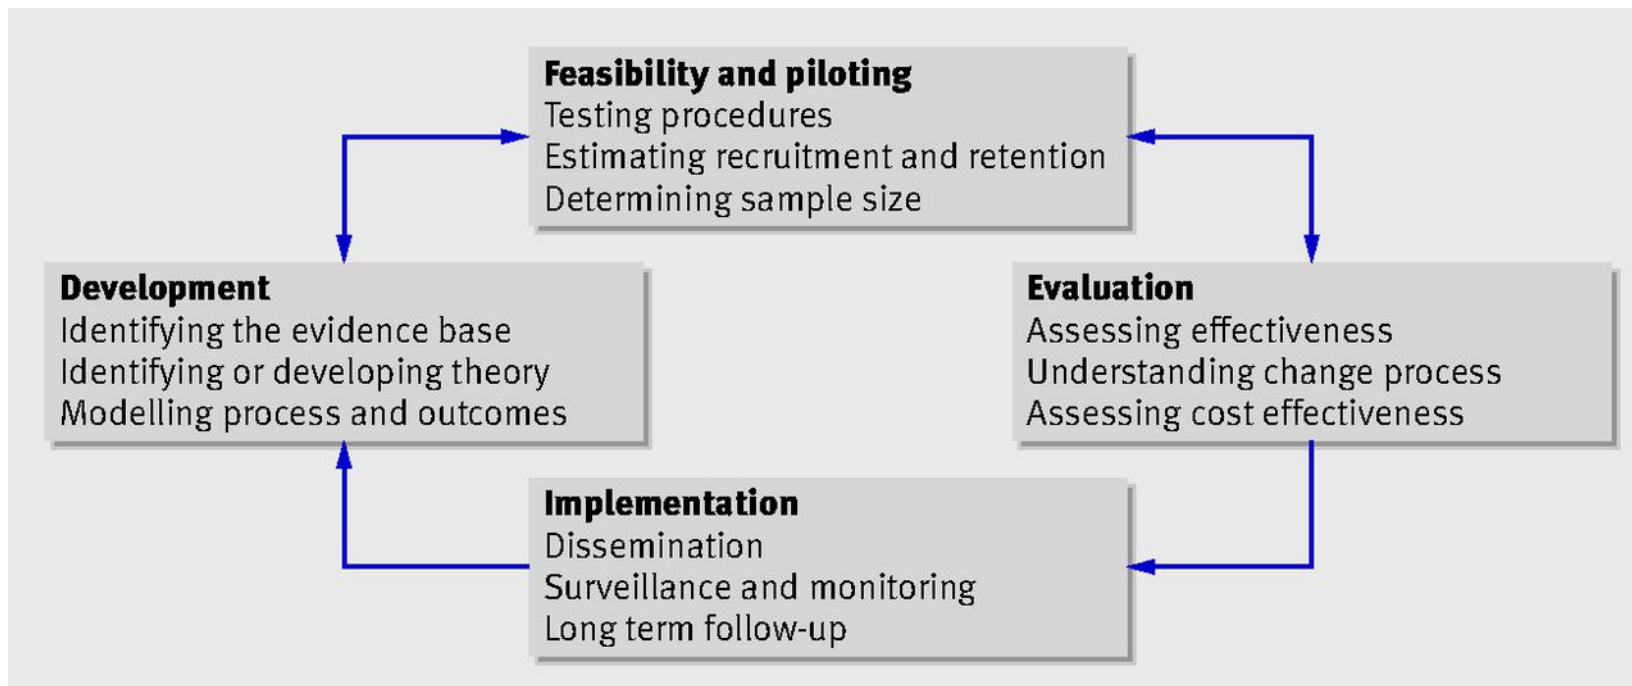 Feasibility and piloting
Testing procedures
Estimating recruitment and retention
Determining sample size
Development
Identifying the evidence base
Identifying or developing theory
Modelling process and outcomes
Evaluation
Assessing effectiveness
Understanding change process
Assessing cost effectiveness
Implementation
Dissemination
Surveillance and monitoring
Long term follow-up